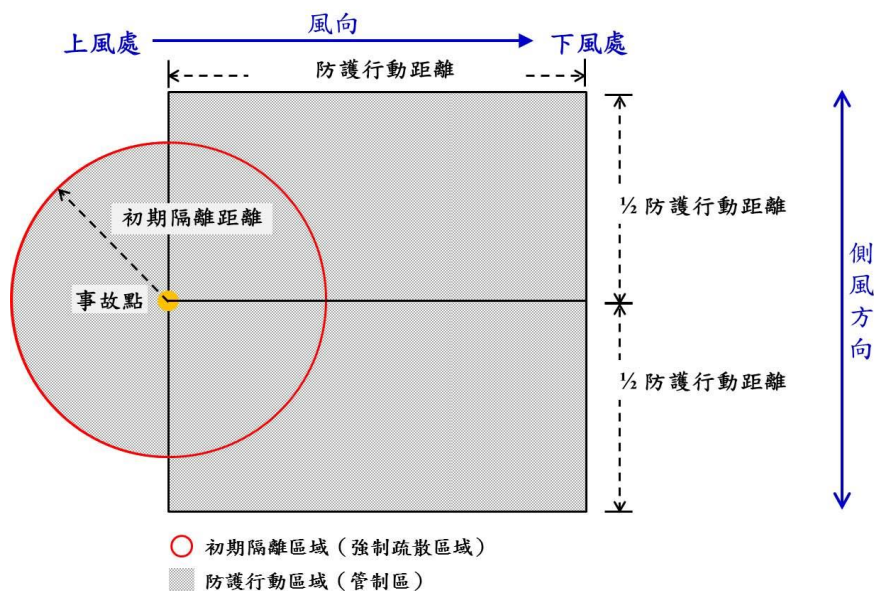 風向
上風處
下風處
防護行動距離
½ 防護行動距離
初期隔離距離
側風方向
事故點
½ 防護行動距離
初期隔離區域（強制疏散區域）
防護行動區域（管制區）